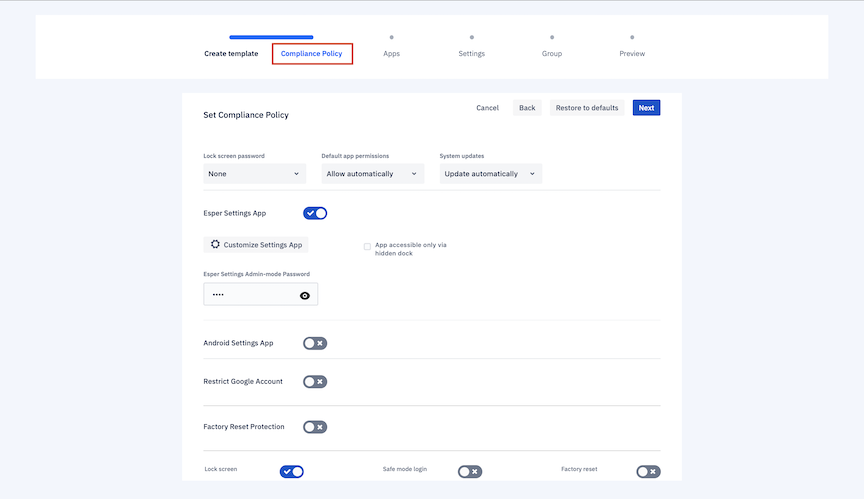 Create template
Compliance Policy
Apps
Settings
Group
Preview
Set Compliance Policy
Cancel
Back
Restore to defaults
Next
Lock screen password
Default app permissions
System updates
None
Allow automatically
Update automatically
Esper Settings App
Customize Settings App
App accessible only via
hidden dock
Esper Settings Admin-mode Password
••••
Android Settings App
Restrict Google Account
Factory Reset Protection
Lock screen
Safe mode login
Factory reset